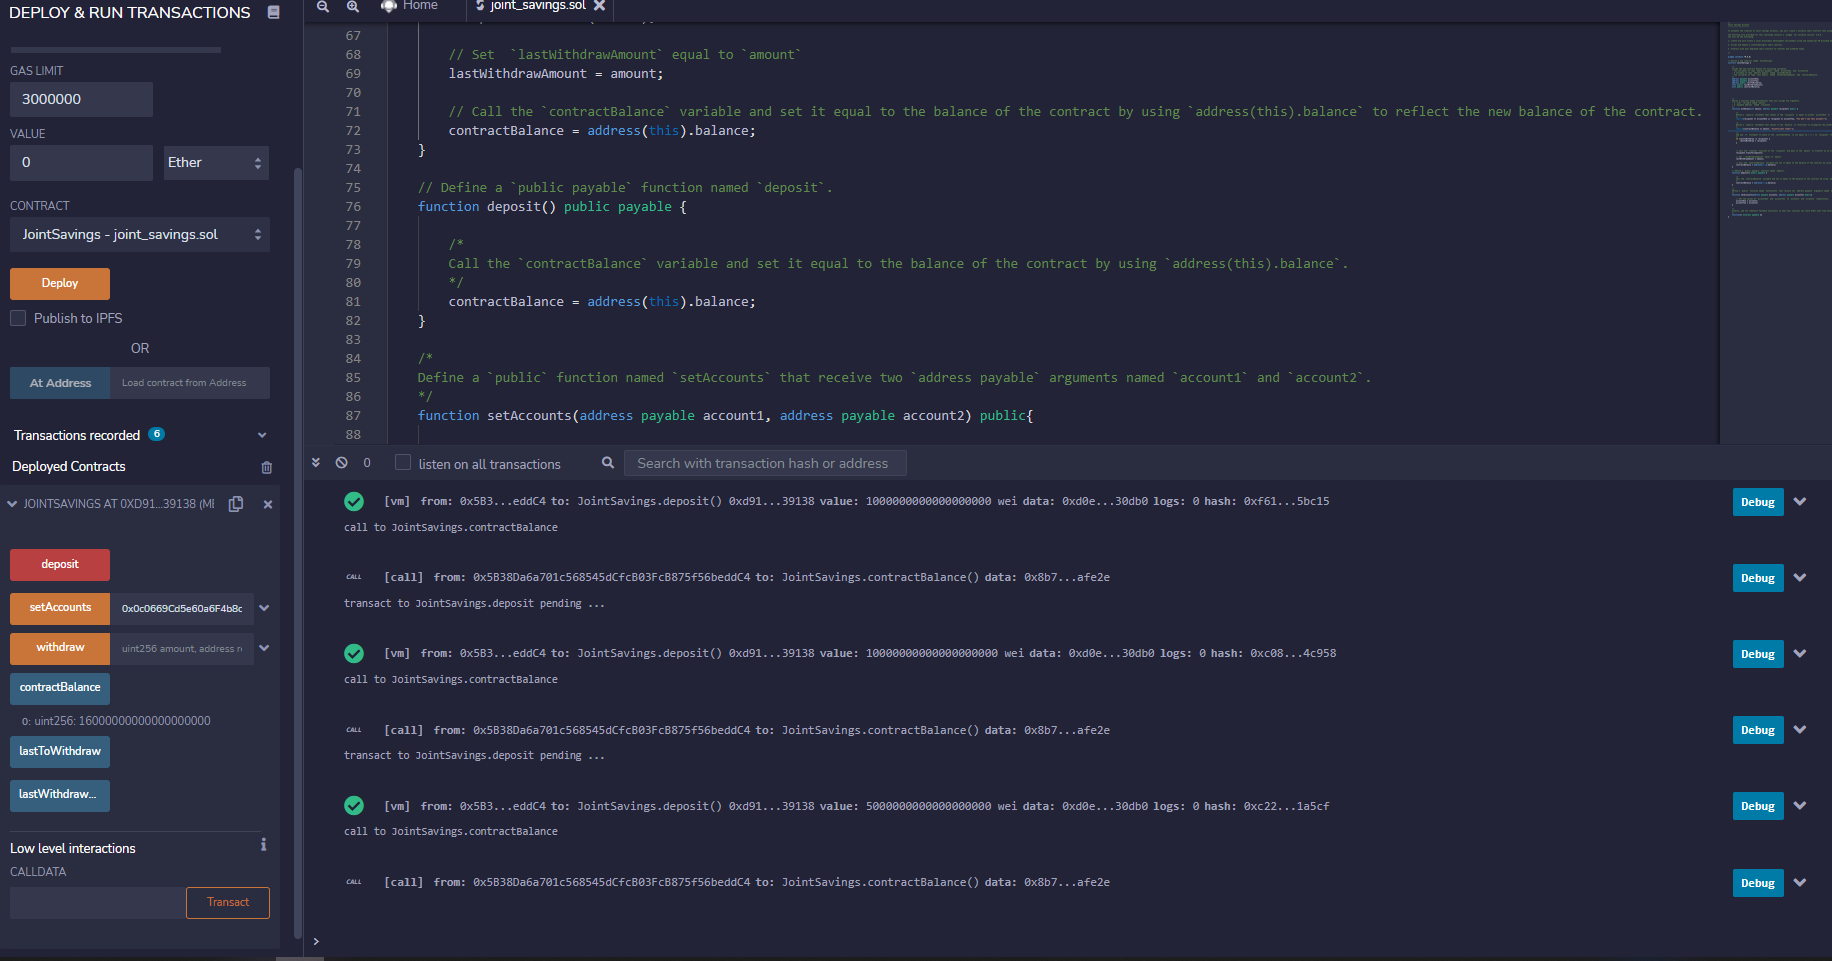 DEPLOY & RUN TRANSACTIONS
GAS LIMIT
3000000
VALUE
0
Ether
CONTRACT
JointSavings - joint_savings.sol
Deploy
Publish to IPFS
OR
At Address
Load contract from Address
Transactions recorded 6
Deployed Contracts
JOINTSAVINGS AT 0XD91...39138 (ME
deposit
setAccounts
0x0c0669Cd5e60a6F4b8c
withdraw
uint256 amount, address re
contractBalance
0: uint256: 16000000000000000000
lastToWithdraw
lastWithdraw...
Low level interactions
CALLDATA
Transact
Home
joint_savings.sol
67
68 // Set  `lastWithdrawAmount` equal to `amount`
69 lastWithdrawAmount = amount;
70
71 // Call the `contractBalance` variable and set it equal to the balance of the contract by using `address(this).balance` to reflect the new balance of the contract.
72 contractBalance = address(this).balance;
73 }
74
75 // Define a `public payable` function named `deposit`.
76 function deposit() public payable {
77
78 /*
79 Call the `contractBalance` variable and set it equal to the balance of the contract by using `address(this).balance`.
80 */
81 contractBalance = address(this).balance;
82 }
83
84 /*
85 Define a `public` function named `setAccounts` that receive two `address payable` arguments named `account1` and `account2`.
86 */
87 function setAccounts(address payable account1, address payable account2) public{
88
0
listen on all transactions
Search with transaction hash or address
[vm] from: 0x5B3...eddC4 to: JointSavings.deposit() 0xd91...39138 value: 1000000000000000000 wei data: 0xd0e...30db0 logs: 0 hash: 0xf61...5bc15
Debug
call to JointSavings.contractBalance
CALL [call] from: 0x5B38Da6a701c568545dCfcB03FcB875f56beddC4 to: JointSavings.contractBalance() data: 0x8b7...afe2e
Debug
transact to JointSavings.deposit pending ...
[vm] from: 0x5B3...eddC4 to: JointSavings.deposit() 0xd91...39138 value: 10000000000000000000 wei data: 0xd0e...30db0 logs: 0 hash: 0xc08...4c958
Debug
call to JointSavings.contractBalance
CALL [call] from: 0x5B38Da6a701c568545dCfcB03FcB875f56beddC4 to: JointSavings.contractBalance() data: 0x8b7...afe2e
Debug
transact to JointSavings.deposit pending ...
[vm] from: 0x5B3...eddC4 to: JointSavings.deposit() 0xd91...39138 value: 5000000000000000000 wei data: 0xd0e...30db0 logs: 0 hash: 0xc22...1a5cf
Debug
call to JointSavings.contractBalance
CALL [call] from: 0x5B38Da6a701c568545dCfcB03FcB875f56beddC4 to: JointSavings.contractBalance() data: 0x8b7...afe2e
Debug
>